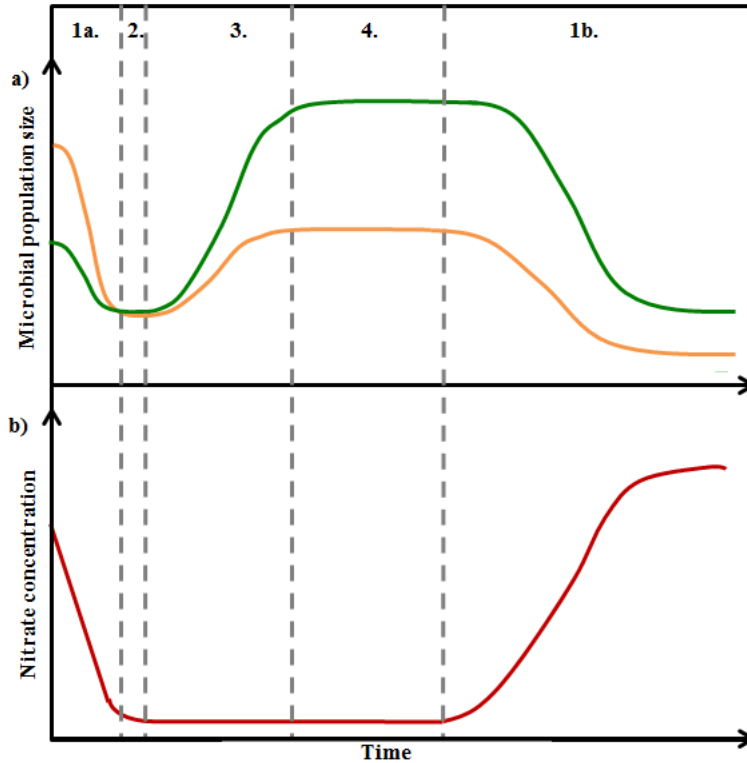 1a. 2. 3. 4. 1b.
a)
Microbial population size
b)
Nitrate concentration
Time